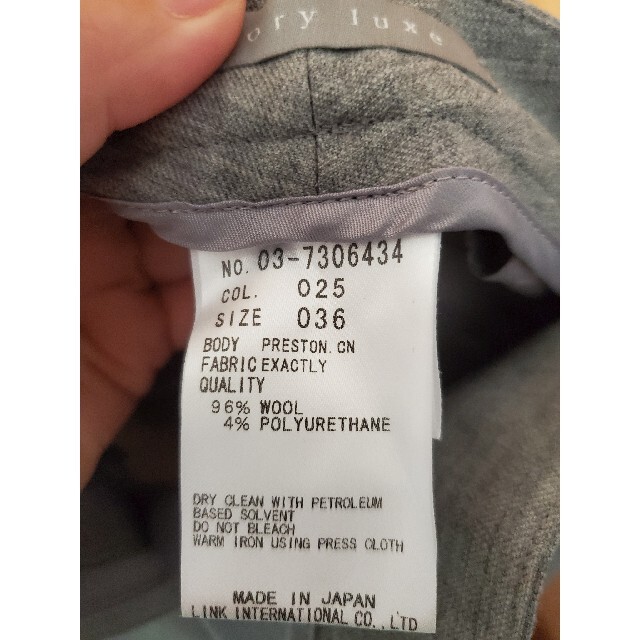 ory luxe
NO. 03-7306434
COL. 025
SIZE 036
BODY PRESTON.CN
FABRIC EXACTLY
QUALITY
96% WOOL
4% POLYURETHANE
DRY CLEAN WITH PETROLEUM
BASED SOLVENT
DO NOT BLEACH
WARM IRON USING PRESS CLOTH
MADE IN JAPAN
LINK INTERNATIONAL CO., LTD